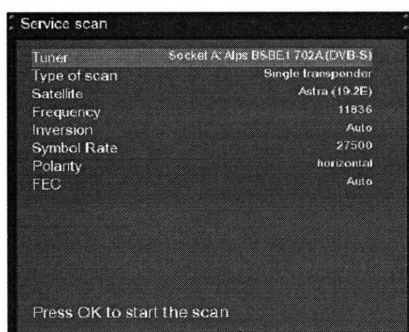 Service scan
Tuner Socket A: Alps BSBE1 702A (DVB-S)
Type of scan Single transponder
Satellite Astra (19.2E)
Frequency 11836
Inversion Auto
Symbol Rate 27500
Polarity horizontal
FEC Auto
Press OK to start the scan